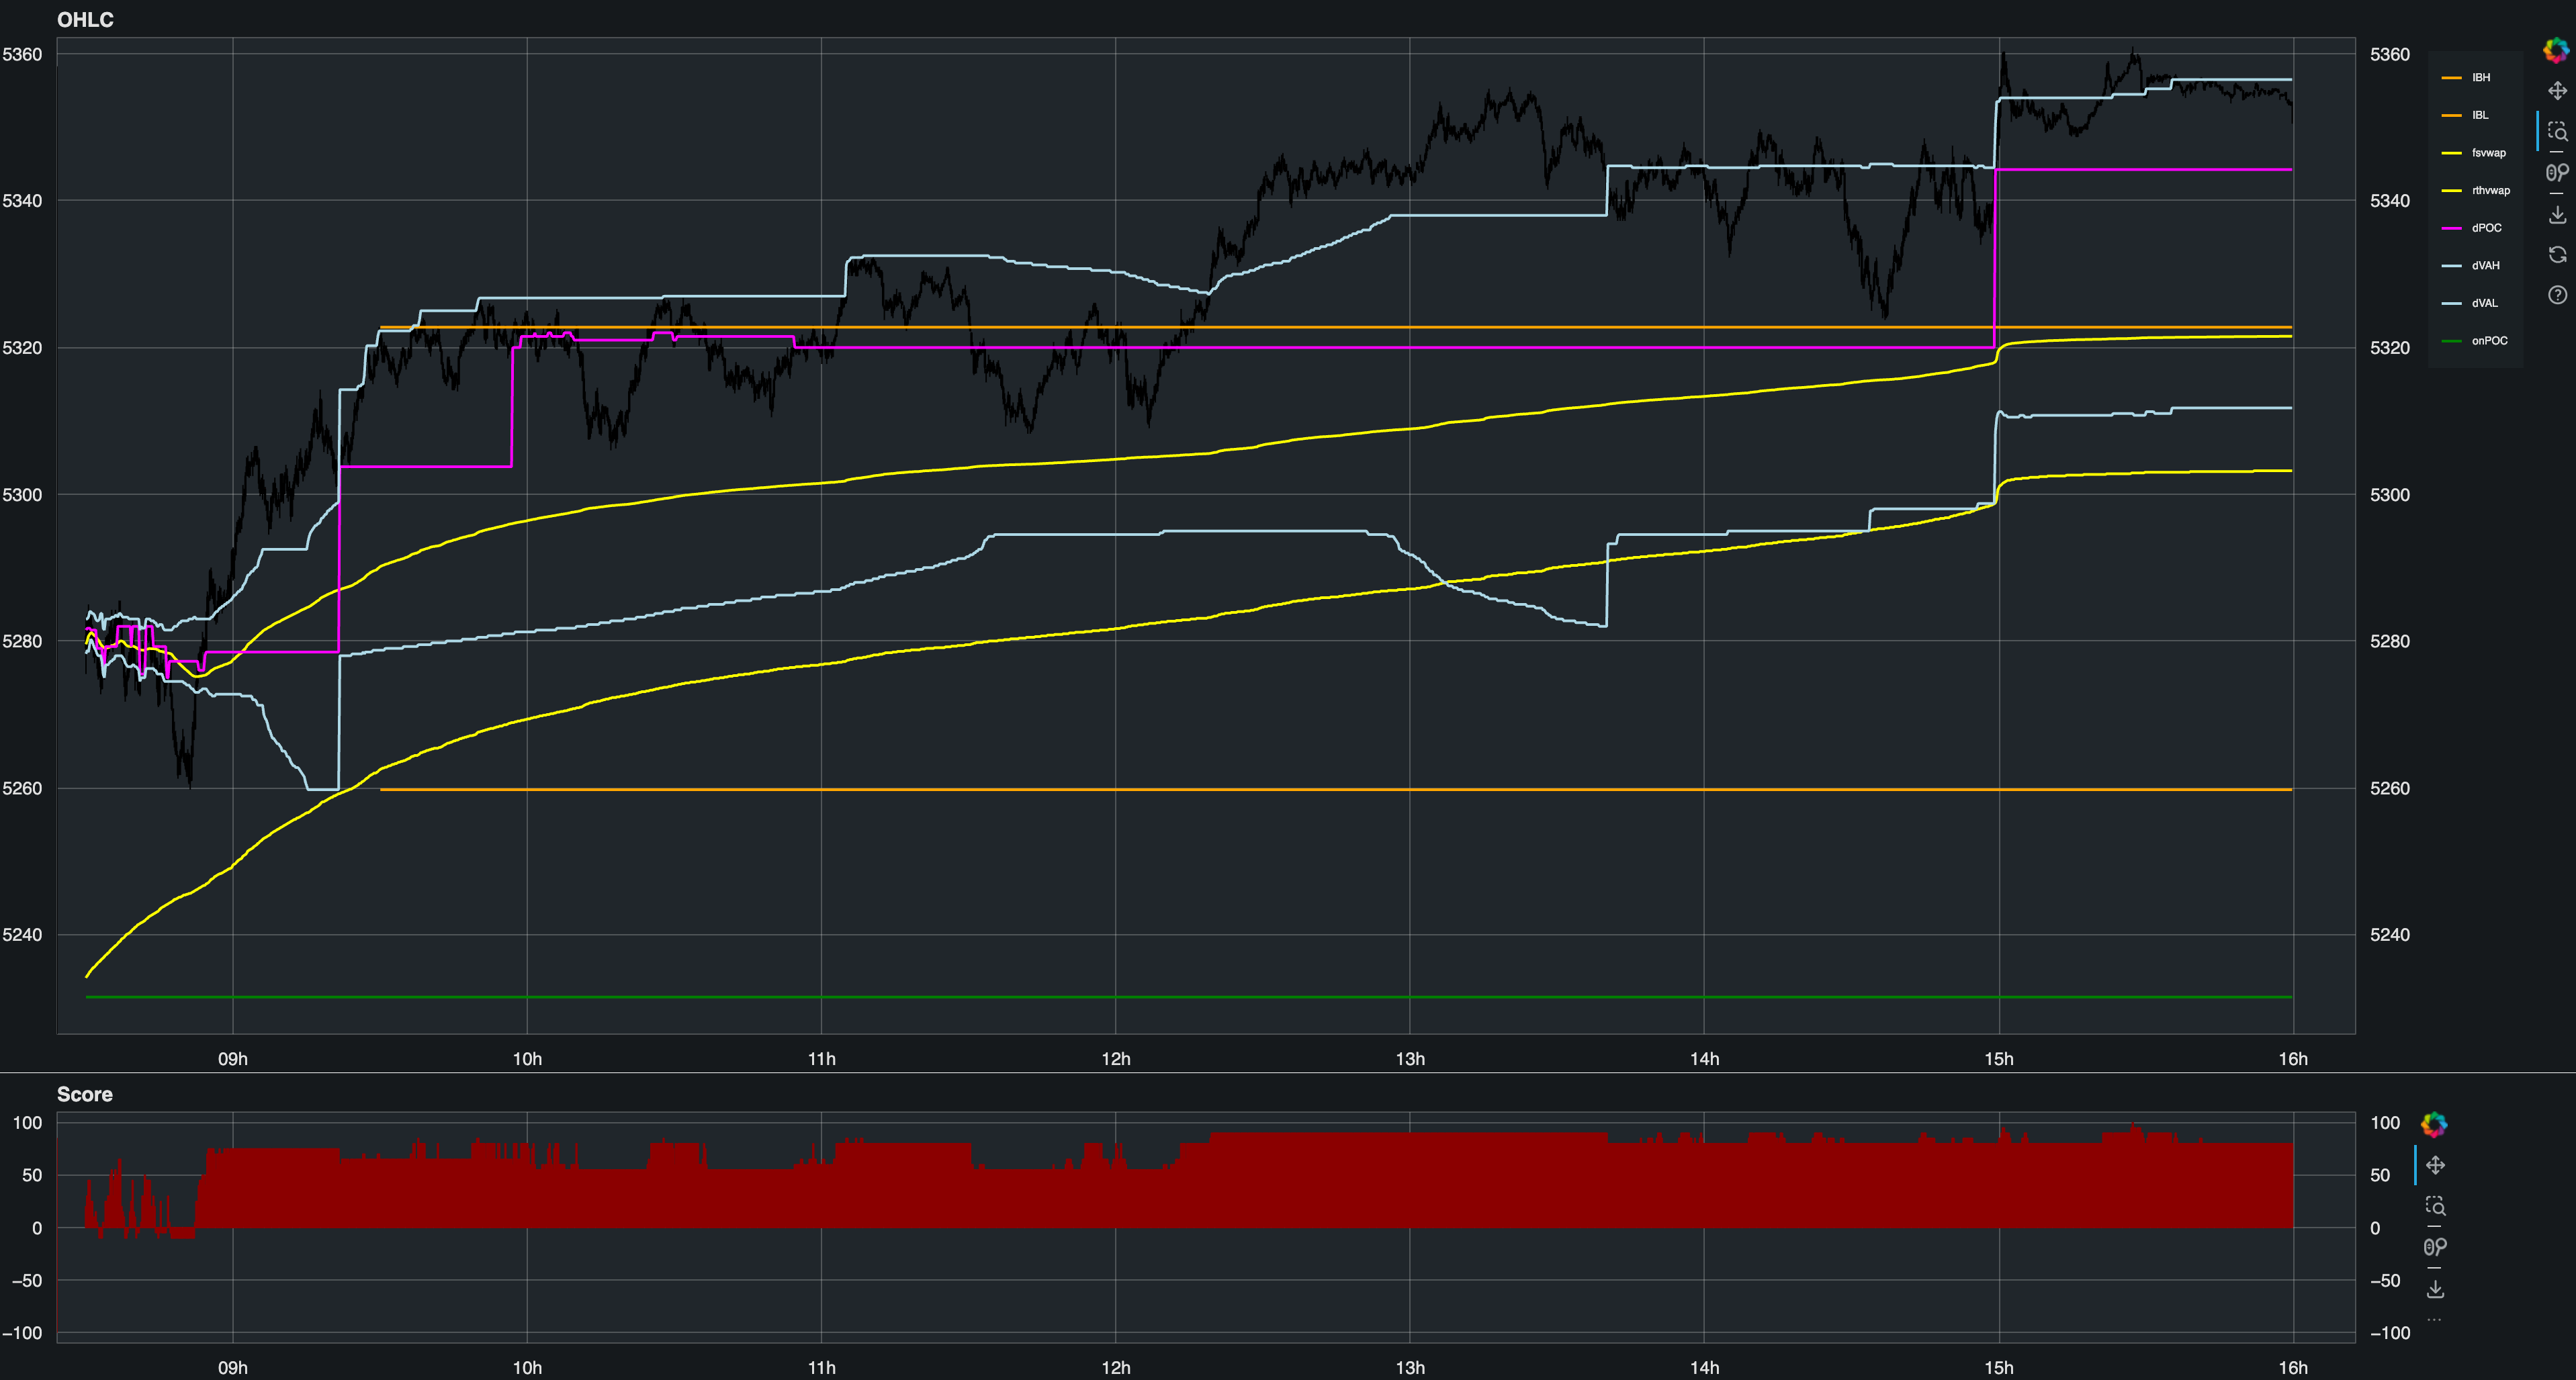 OHLC
5360 5360
5340 5340
5320 5320
5300 5300
5280 5280
5260 5260
5240 5240
IBH
IBL
fsvwap
rthvwap
dPOC
dVAH
dVAL
onPOC
09h 10h 11h 12h 13h 14h 15h 16h
Score
100 100
50 50
0 0
−50 −50
−100 −100
09h 10h 11h 12h 13h 14h 15h 16h